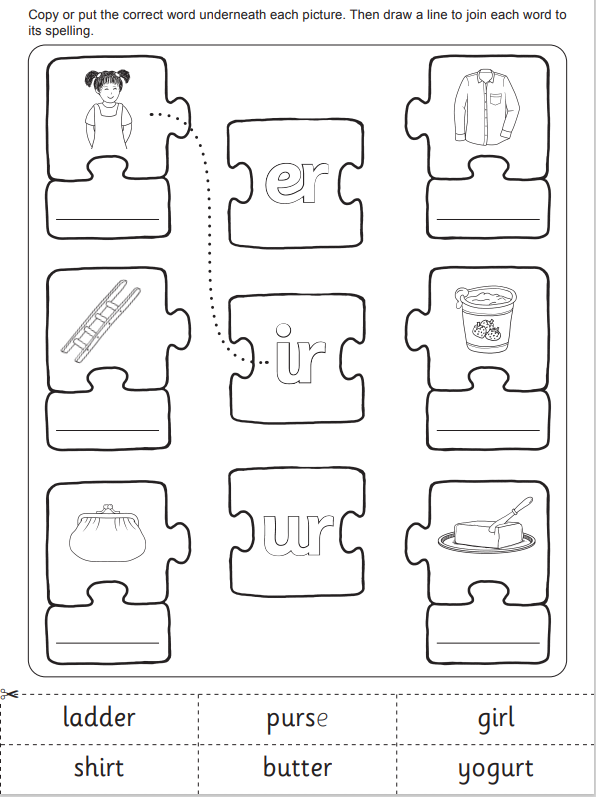 Copy or put the correct word underneath each picture. Then draw a line to join each word to
its spelling.
er
ir
ur
ladder purse girl
shirt butter yogurt